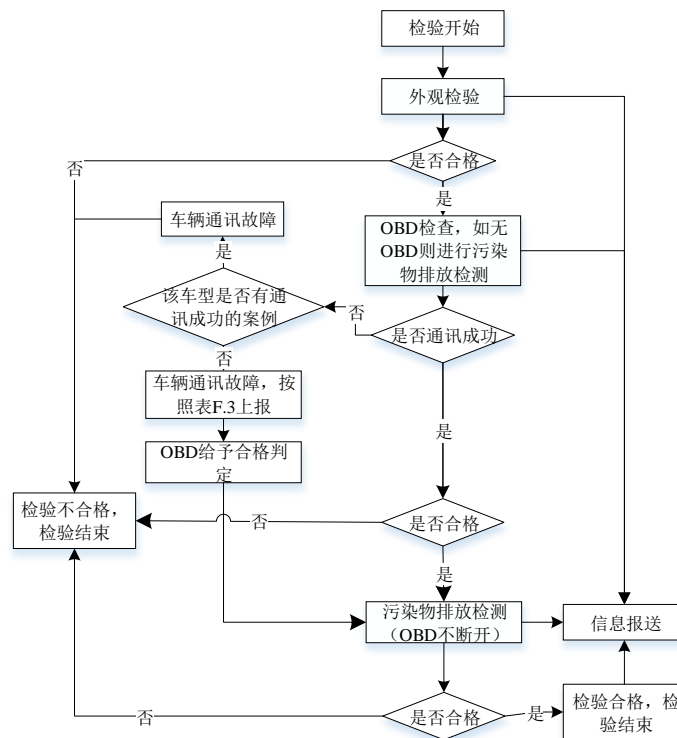 检验开始
外观检验
是否合格
否
是
车辆通讯故障
OBD检查，如无
OBD则进行污染
物排放检测
是
该车型是否有通
讯成功的案例
否
是否通讯成功
否
车辆通讯故障，按
照表F.3上报
是
OBD给予合格判
定
检验不合格，
检验结束
否
是否合格
是
污染物排放检测
（OBD不断开）
信息报送
否
是否合格
是
检验合格，检
验结束